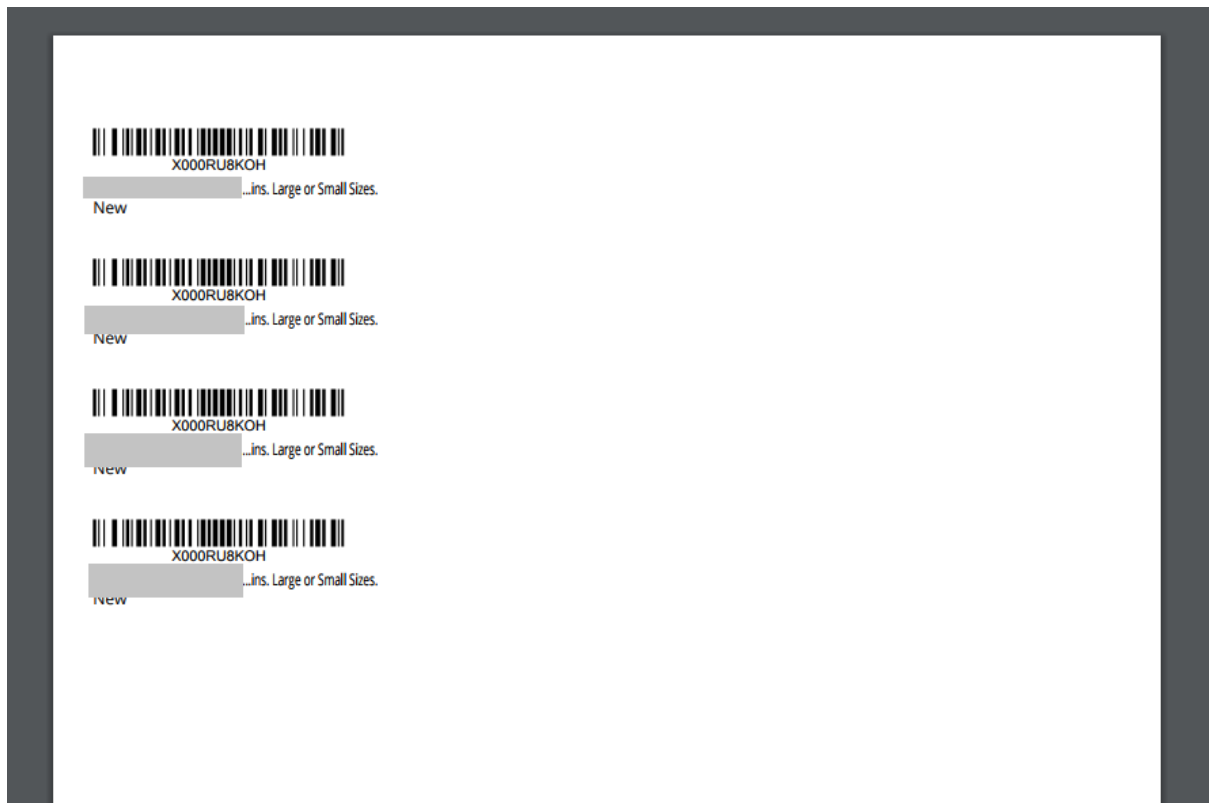 X000RU8KOH
...ins. Large or Small Sizes.
New
X000RU8KOH
..ins. Large or Small Sizes.
New
X000RU8KOH
...ins. Large or Small Sizes.
New
X000RU8KOH
...ins. Large or Small Sizes.
New